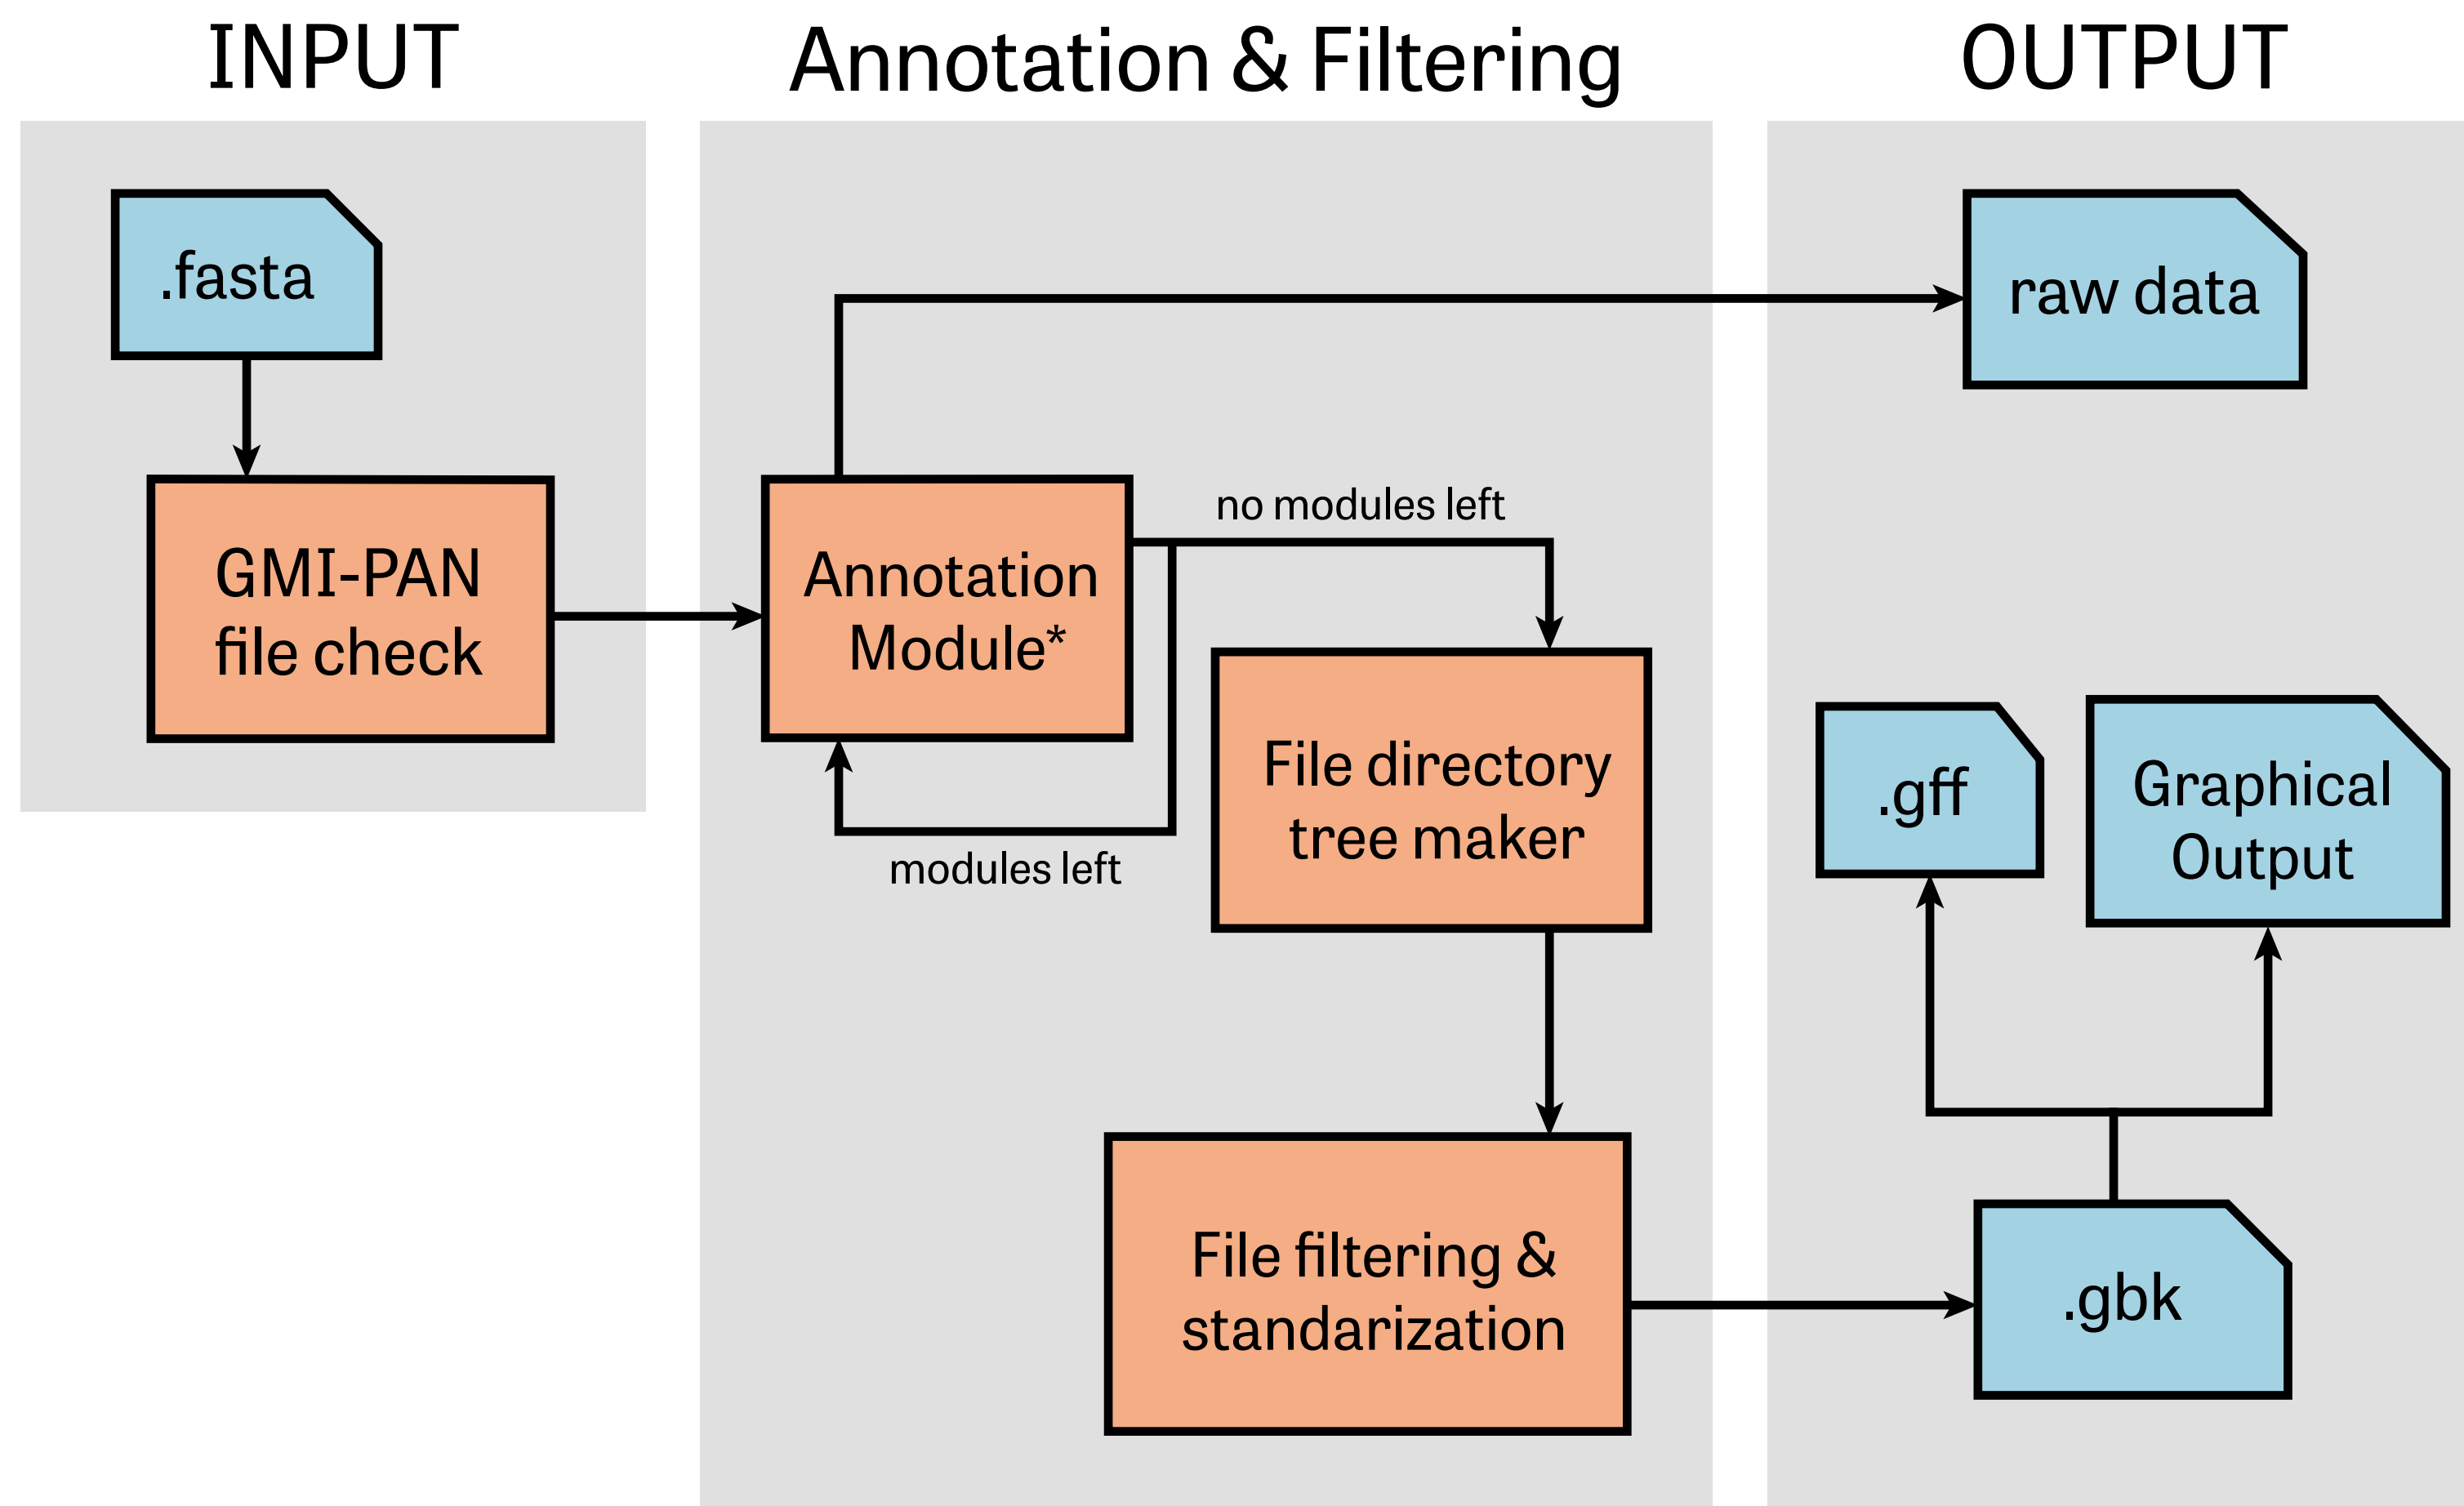 INPUT
Annotation & Filtering
OUTPUT
.fasta
GMI-PAN
file check
Annotation
Module*
no modules left
modules left
File directory
tree maker
File filtering &
standarization
raw data
.gff
Graphical
Output
.gbk